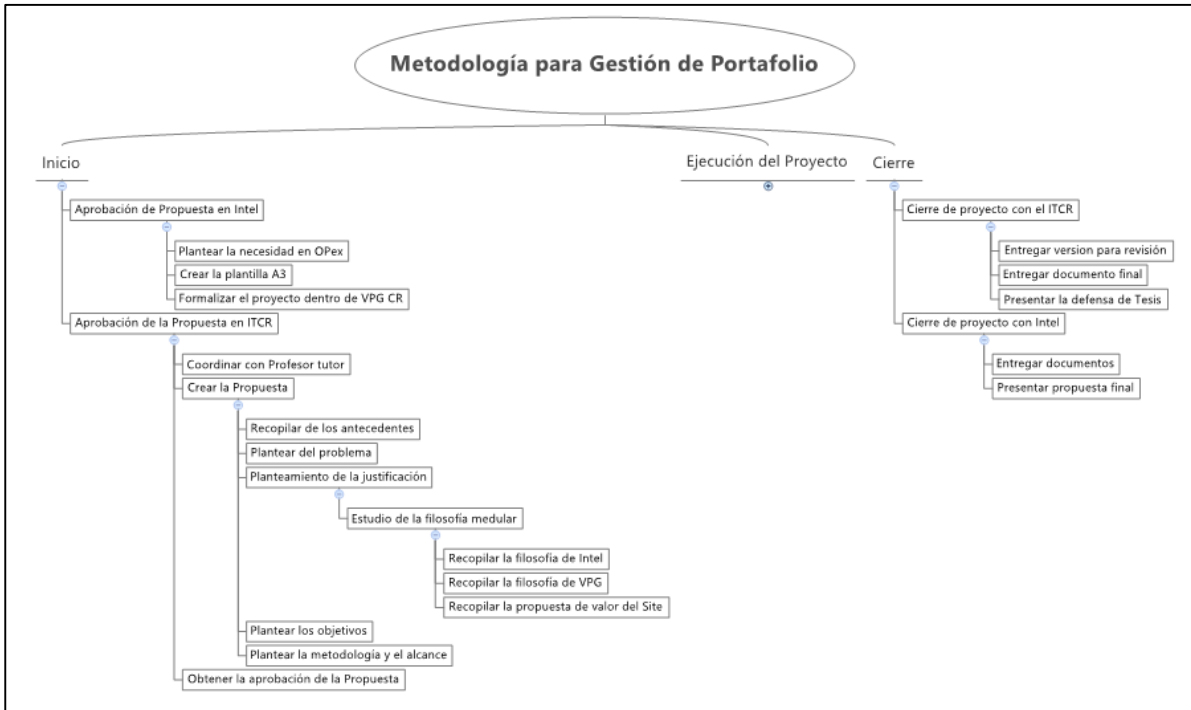 Metodología para Gestión de Portafolio
Inicio
Aprobación de Propuesta en Intel
Plantear la necesidad en OPex
Crear la plantilla A3
Formalizar el proyecto dentro de VPG CR
Aprobación de la Propuesta en ITCR
Coordinar con Profesor tutor
Crear la Propuesta
Recopilar de los antecedentes
Plantear del problema
Planteamiento de la justificación
Estudio de la filosofía medular
Recopilar la filosofía de Intel
Recopilar la filosofía de VPG
Recopilar la propuesta de valor del Site
Plantear los objetivos
Plantear la metodología y el alcance
Obtener la aprobación de la Propuesta
Ejecución del Proyecto
Cierre
Cierre de proyecto con el ITCR
Entregar version para revisión
Entregar documento final
Presentar la defensa de Tesis
Cierre de proyecto con Intel
Entregar documentos
Presentar propuesta final